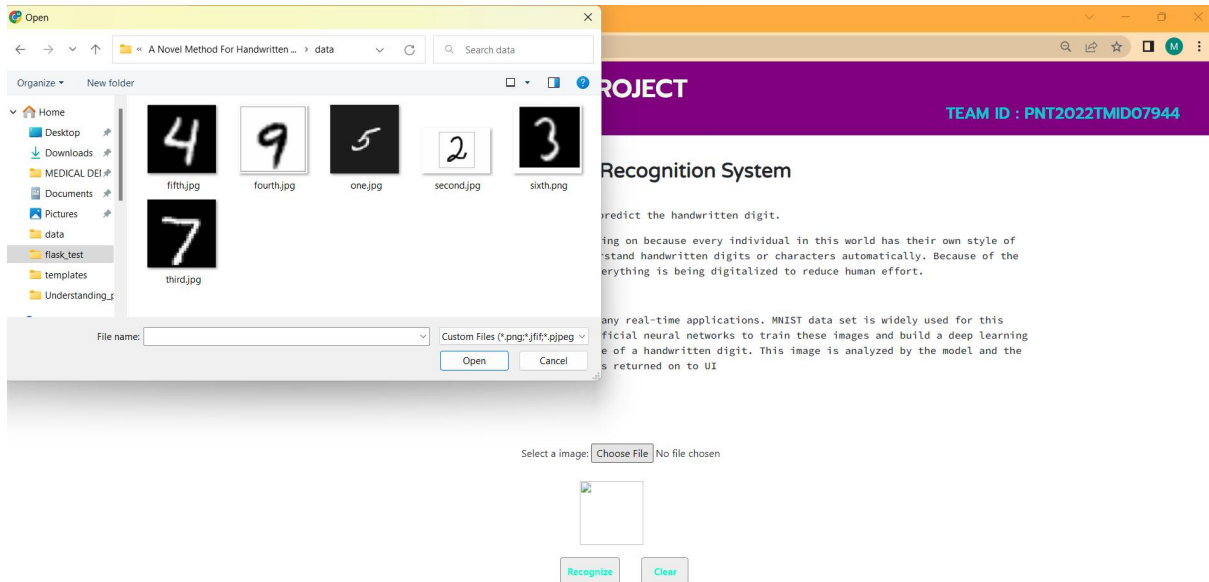 Open
« A Novel Method For Handwritten ... › data
Search data
Organize
New folder
Home
Desktop
Downloads
MEDICAL DEI
Documents
Pictures
data
flask_test
templates
Understanding_p
4
fifth.jpg
9
fourth.jpg
5
one.jpg
2
second.jpg
3
sixth.png
7
third.jpg
File name:
Custom Files (*.png;*.jfif;*.pjpeg
Open
Cancel
M
ROJECT
TEAM ID : PNT2022TMID07944
Recognition System
predict the handwritten digit.
ing on because every individual in this world has their own style of
rstand handwritten digits or characters automatically. Because of the
erything is being digitalized to reduce human effort.
any real-time applications. MNIST data set is widely used for this
ficial neural networks to train these images and build a deep learning
e of a handwritten digit. This image is analyzed by the model and the
s returned on to UI
Select a image: Choose File No file chosen
Recognize
Clear